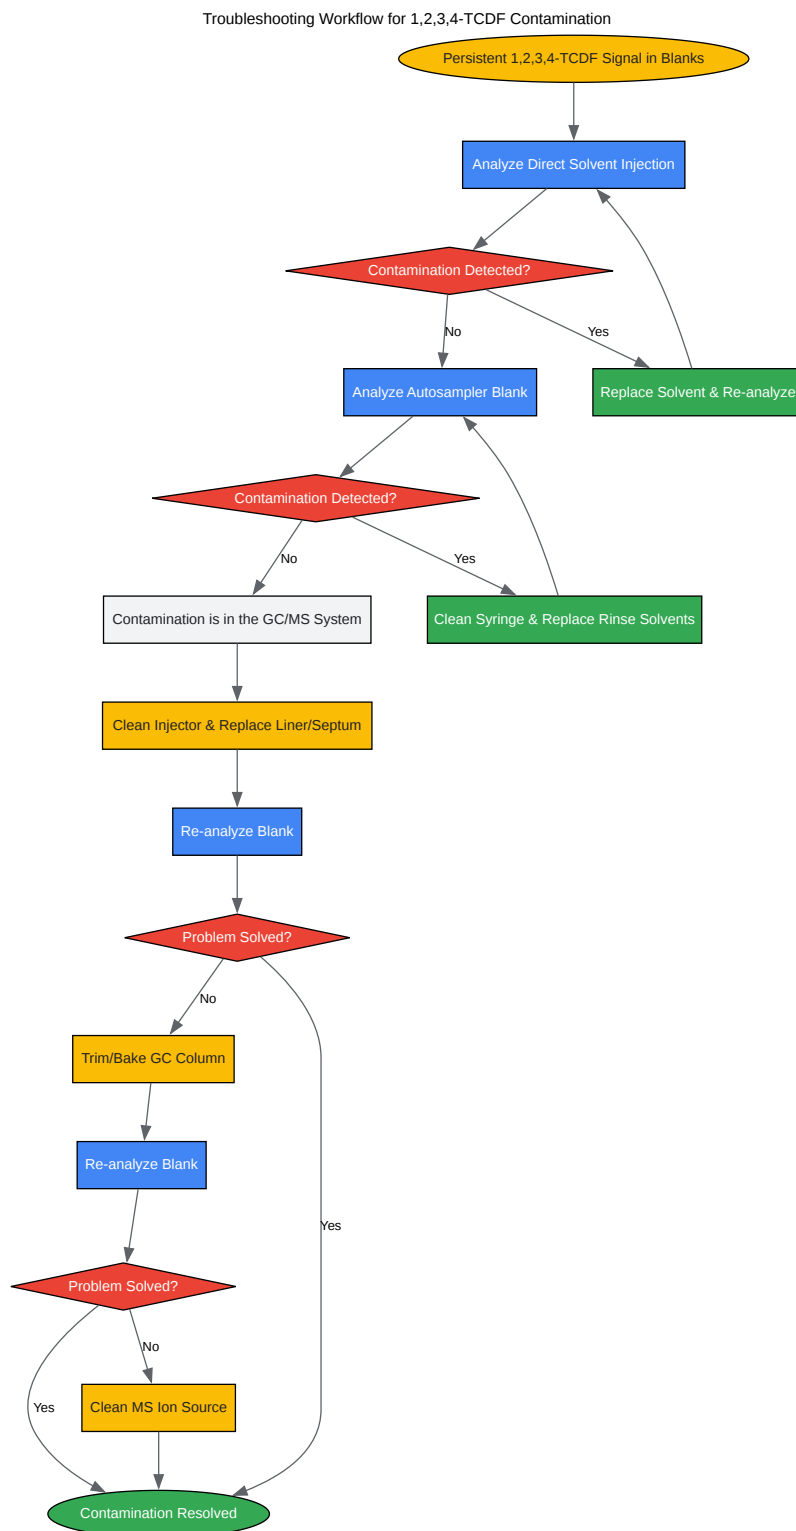 Troubleshooting Workflow for 1,2,3,4-TCDF Contamination
Persistent 1,2,3,4-TCDF Signal in Blanks
Analyze Direct Solvent Injection
Contamination Detected?
No
Yes
Analyze Autosampler Blank
Replace Solvent & Re-analyze
Contamination Detected?
No
Yes
Contamination is in the GC/MS System
Clean Syringe & Replace Rinse Solvents
Clean Injector & Replace Liner/Septum
Re-analyze Blank
Problem Solved?
No
Trim/Bake GC Column
Re-analyze Blank
Yes
Problem Solved?
No
Yes
Clean MS Ion Source
Contamination Resolved